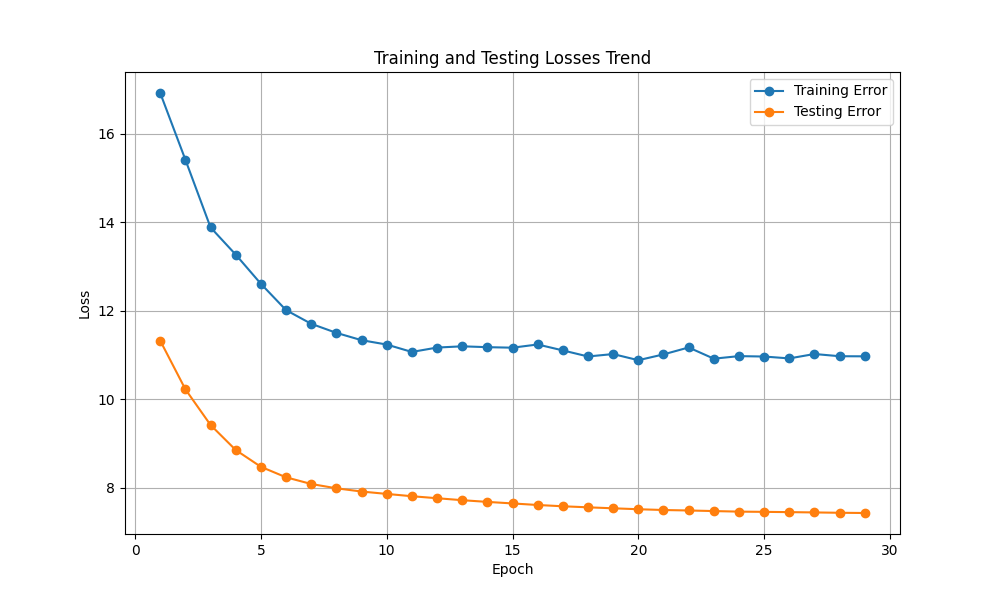 Training and Testing Losses Trend
Training Error
Testing Error
Loss
16
14
12
10
8
0 5 10 15 20 25 30
Epoch